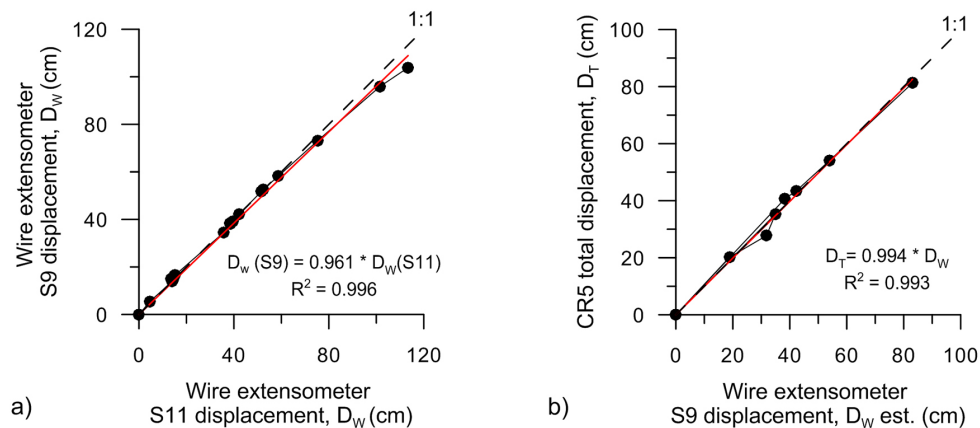 1:1
120
80
40
0
Wire extensometer
S9 displacement, D_W (cm)
D_w (S9) = 0.961 * D_W(S11)
R² = 0.996
0 40 80 120
Wire extensometer
S11 displacement, D_W (cm)
a)
1:1
100
80
60
40
20
0
CR5 total displacement, D_T (cm)
D_T= 0.994 * D_W
R² = 0.993
0 20 40 60 80 100
Wire extensometer
S9 displacement, D_W est. (cm)
b)